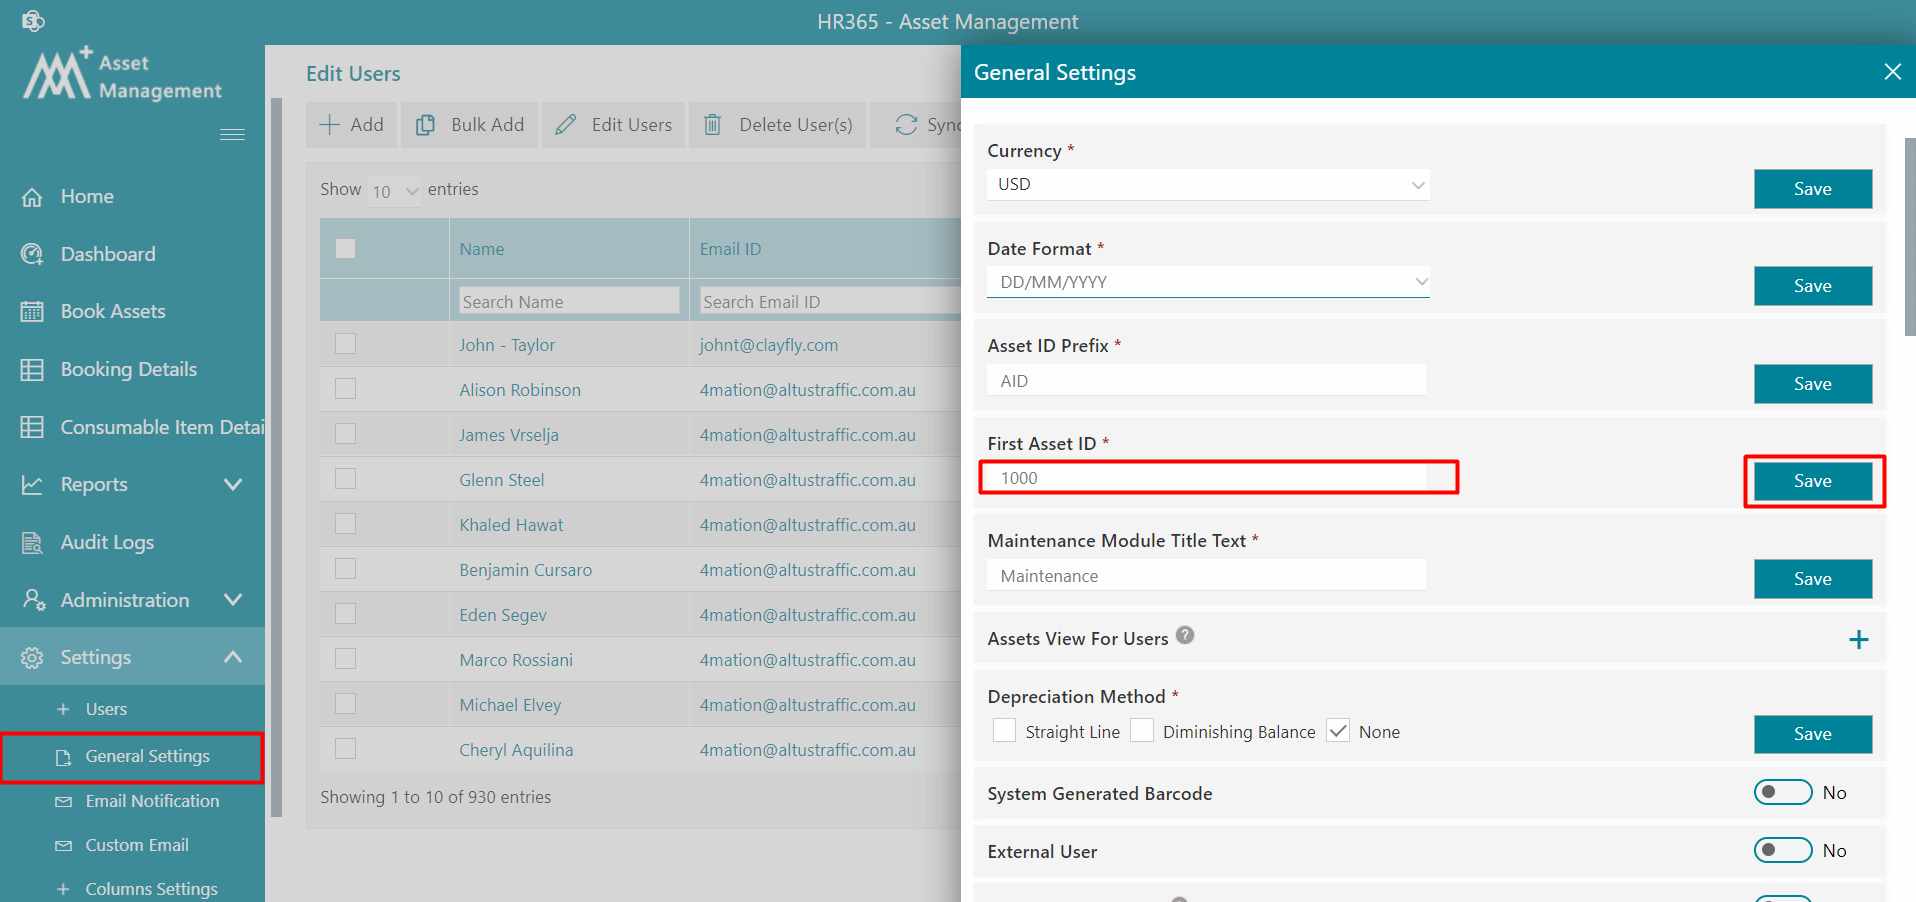 HR365 - Asset Management
Asset
Management
Home
Dashboard
Book Assets
Booking Details
Consumable Item Detai
Reports
Audit Logs
Administration
Settings
Users
General Settings
Email Notification
Custom Email
Columns Settings
Edit Users
Add
Bulk Add
Edit Users
Delete User(s)
Sync
Show 10 entries
Name
Email ID
Search Name
Search Email ID
John - Taylor
johnt@clayfly.com
Alison Robinson
4mation@altustraffic.com.au
James Vrselja
4mation@altustraffic.com.au
Glenn Steel
4mation@altustraffic.com.au
Khaled Hawat
4mation@altustraffic.com.au
Benjamin Cursaro
4mation@altustraffic.com.au
Eden Segev
4mation@altustraffic.com.au
Marco Rossiani
4mation@altustraffic.com.au
Michael Elvey
4mation@altustraffic.com.au
Cheryl Aquilina
4mation@altustraffic.com.au
Showing 1 to 10 of 930 entries
General Settings
Currency *
USD
Save
Date Format *
DD/MM/YYYY
Save
Asset ID Prefix *
AID
Save
First Asset ID *
1000
Save
Maintenance Module Title Text *
Maintenance
Save
Assets View For Users ?
Depreciation Method *
Straight Line Diminishing Balance None
Save
System Generated Barcode
No
External User
No